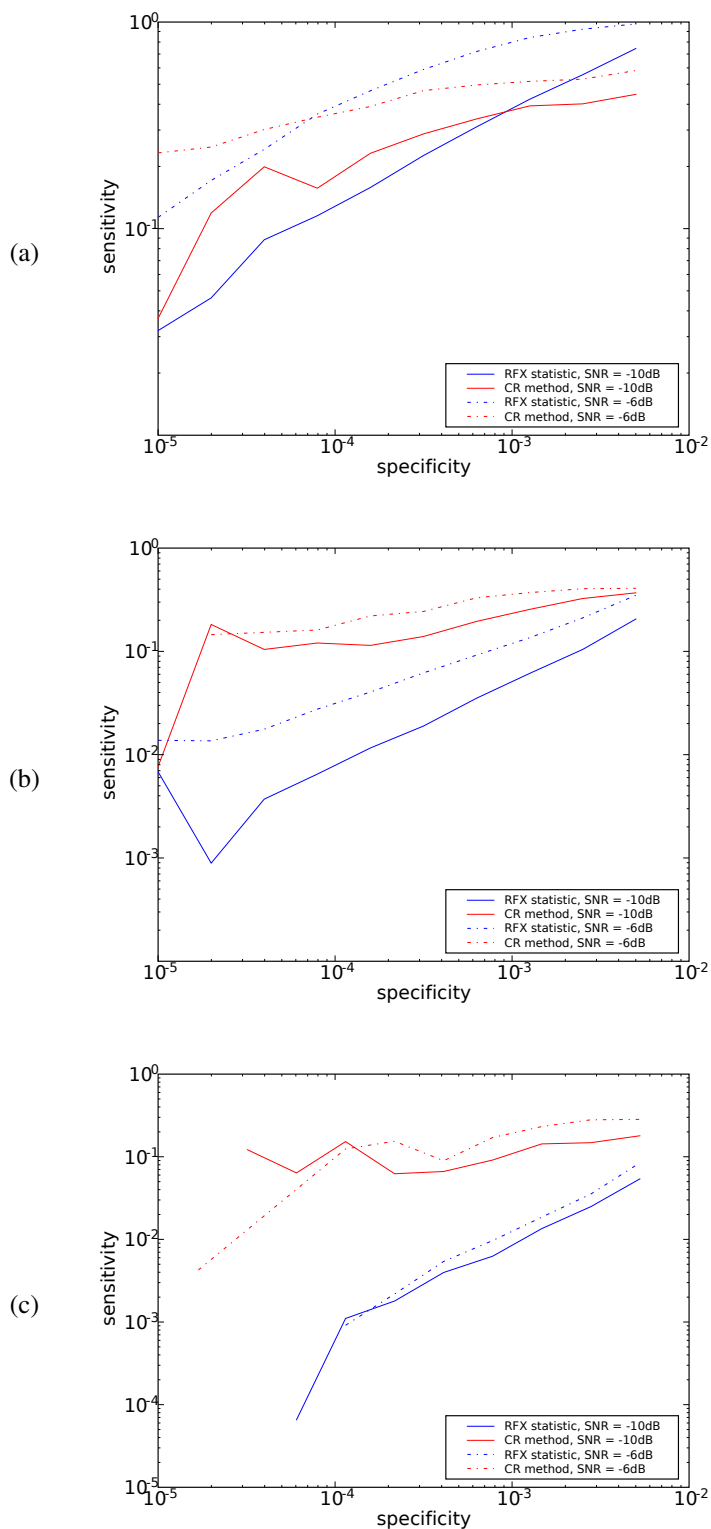 (a)
sensitivity
10^0
10^-1
10^-5
10^-4
10^-3
10^-2
specificity
RFX statistic, SNR = -10dB
CR method, SNR = -10dB
RFX statistic, SNR = -6dB
CR method, SNR = -6dB
(b)
sensitivity
10^0
10^-1
10^-2
10^-3
10^-5
10^-4
10^-3
10^-2
specificity
RFX statistic, SNR = -10dB
CR method, SNR = -10dB
RFX statistic, SNR = -6dB
CR method, SNR = -6dB
(c)
sensitivity
10^0
10^-1
10^-2
10^-3
10^-4
10^-5
10^-5
10^-4
10^-3
10^-2
specificity
RFX statistic, SNR = -10dB
CR method, SNR = -10dB
RFX statistic, SNR = -6dB
CR method, SNR = -6dB